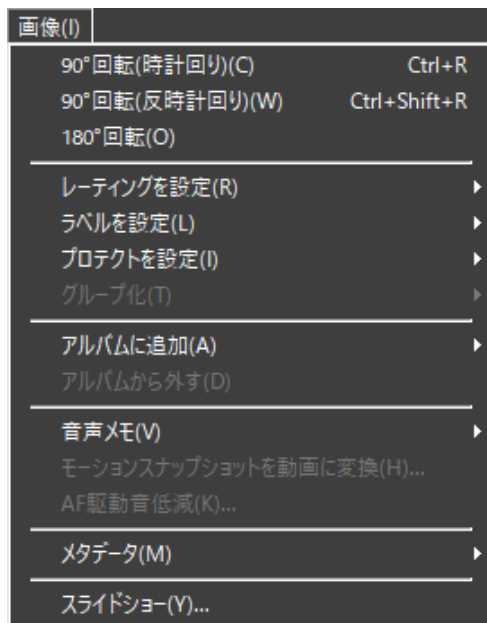 画像(I)
90°回転(時計回り)(C) Ctrl+R
90°回転(反時計回り)(W) Ctrl+Shift+R
180°回転(O)
レーティングを設定(R)
ラベルを設定(L)
プロテクトを設定(I)
グループ化(T)
アルバムに追加(A)
アルバムから外す(D)
音声メモ(V)
モーションスナップショットを動画に変換(H)...
AF駆動音低減(K)...
メタデータ(M)
スライドショー(Y)...